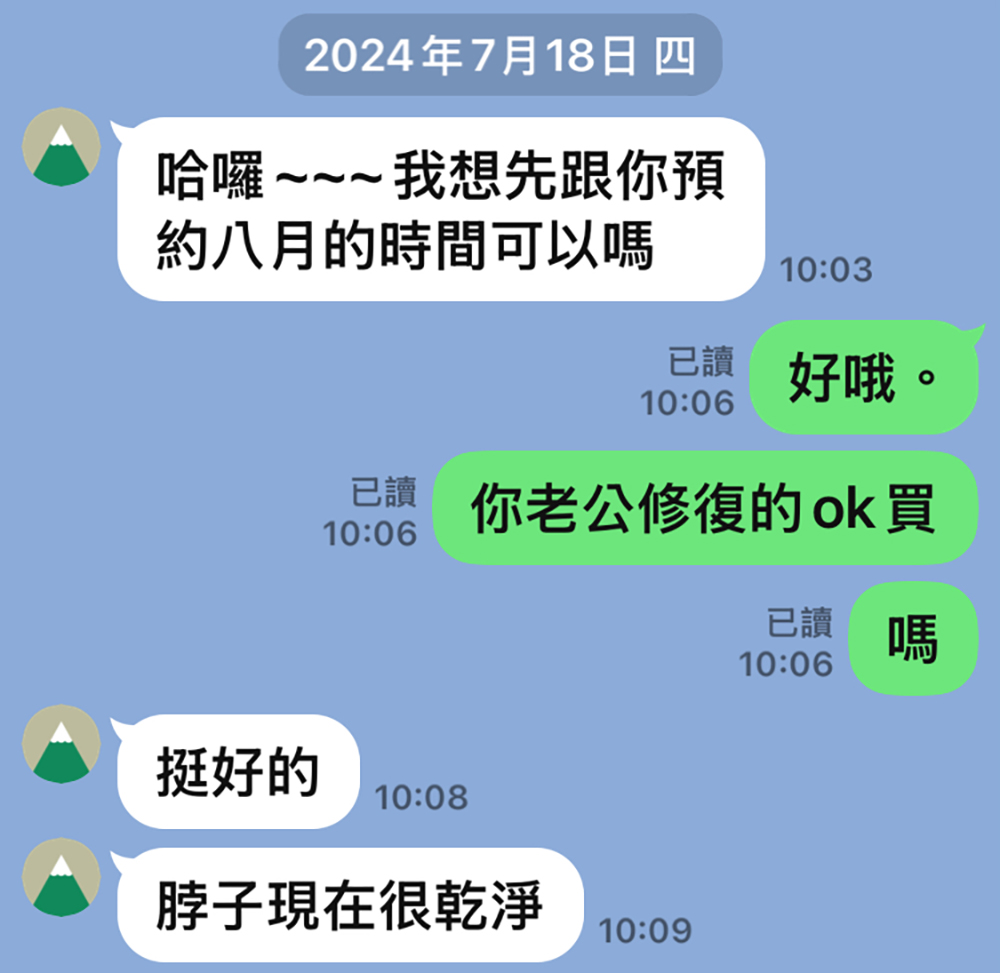 2024年7月18日 四
哈囉~~~我想先跟你預
約八月的時間可以嗎
10:03
已讀
10:06
好哦。
已讀
10:06
你老公修復的ok買
已讀
10:06
嗎
挺好的
10:08
脖子現在很乾淨
10:09